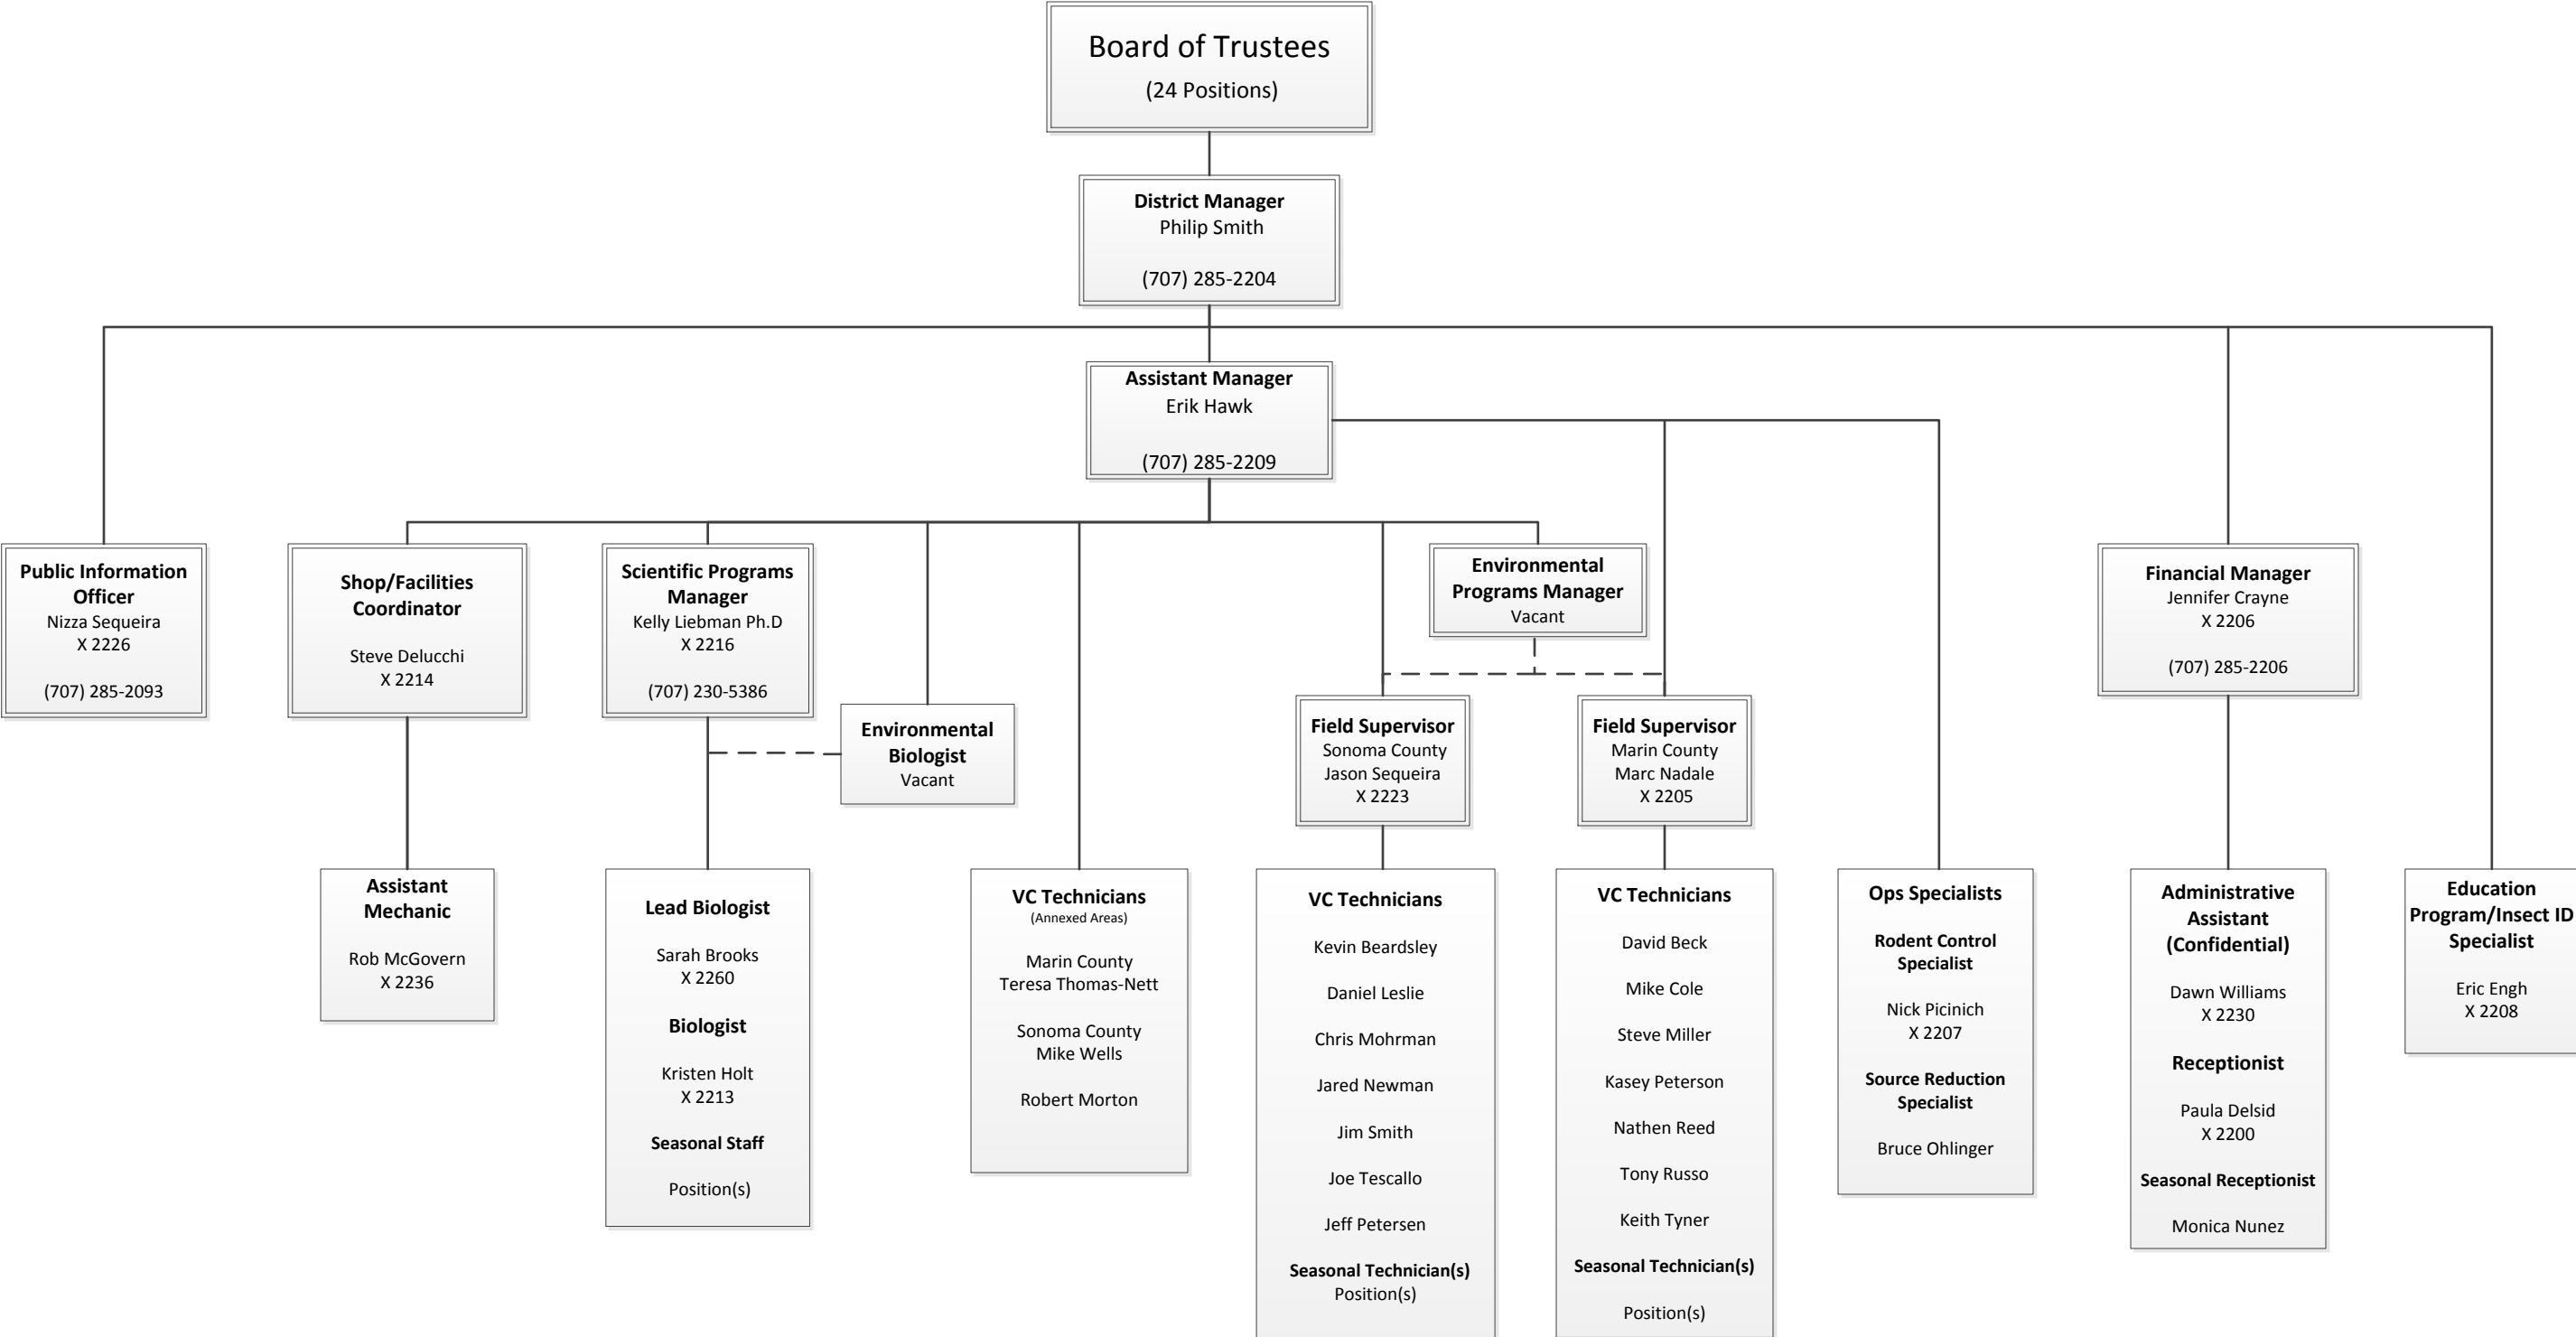 Board of Trustees
(24 Positions)
District Manager
Philip Smith
(707) 285-2204
Assistant Manager
Erik Hawk
(707) 285-2209
Public Information
Officer
Nizza Sequeira
X 2226
(707) 285-2093
Shop/Facilities
Coordinator
Steve Delucchi
X 2214
Scientific Programs
Manager
Kelly Liebman Ph.D
X 2216
(707) 230-5386
Environmental
Biologist
Vacant
Environmental
Programs Manager
Vacant
Field Supervisor
Sonoma County
Jason Sequeira
X 2223
Field Supervisor
Marin County
Marc Nadale
X 2205
Financial Manager
Jennifer Crayne
X 2206
(707) 285-2206
Assistant
Mechanic
Rob McGovern
X 2236
Lead Biologist
Sarah Brooks
X 2260
Biologist
Kristen Holt
X 2213
Seasonal Staff
Position(s)
VC Technicians
(Annexed Areas)
Marin County
Teresa Thomas-Nett
Sonoma County
Mike Wells
Robert Morton
VC Technicians
Kevin Beardsley
Daniel Leslie
Chris Mohrman
Jared Newman
Jim Smith
Joe Tescallo
Jeff Petersen
Seasonal Technician(s)
Position(s)
VC Technicians
David Beck
Mike Cole
Steve Miller
Kasey Peterson
Nathen Reed
Tony Russo
Keith Tyner
Seasonal Technician(s)
Position(s)
Ops Specialists
Rodent Control
Specialist
Nick Picinich
X 2207
Source Reduction
Specialist
Bruce Ohlinger
Administrative
Assistant
(Confidential)
Dawn Williams
X 2230
Receptionist
Paula Delsid
X 2200
Seasonal Receptionist
Monica Nunez
Education
Program/Insect ID
Specialist
Eric Engh
X 2208